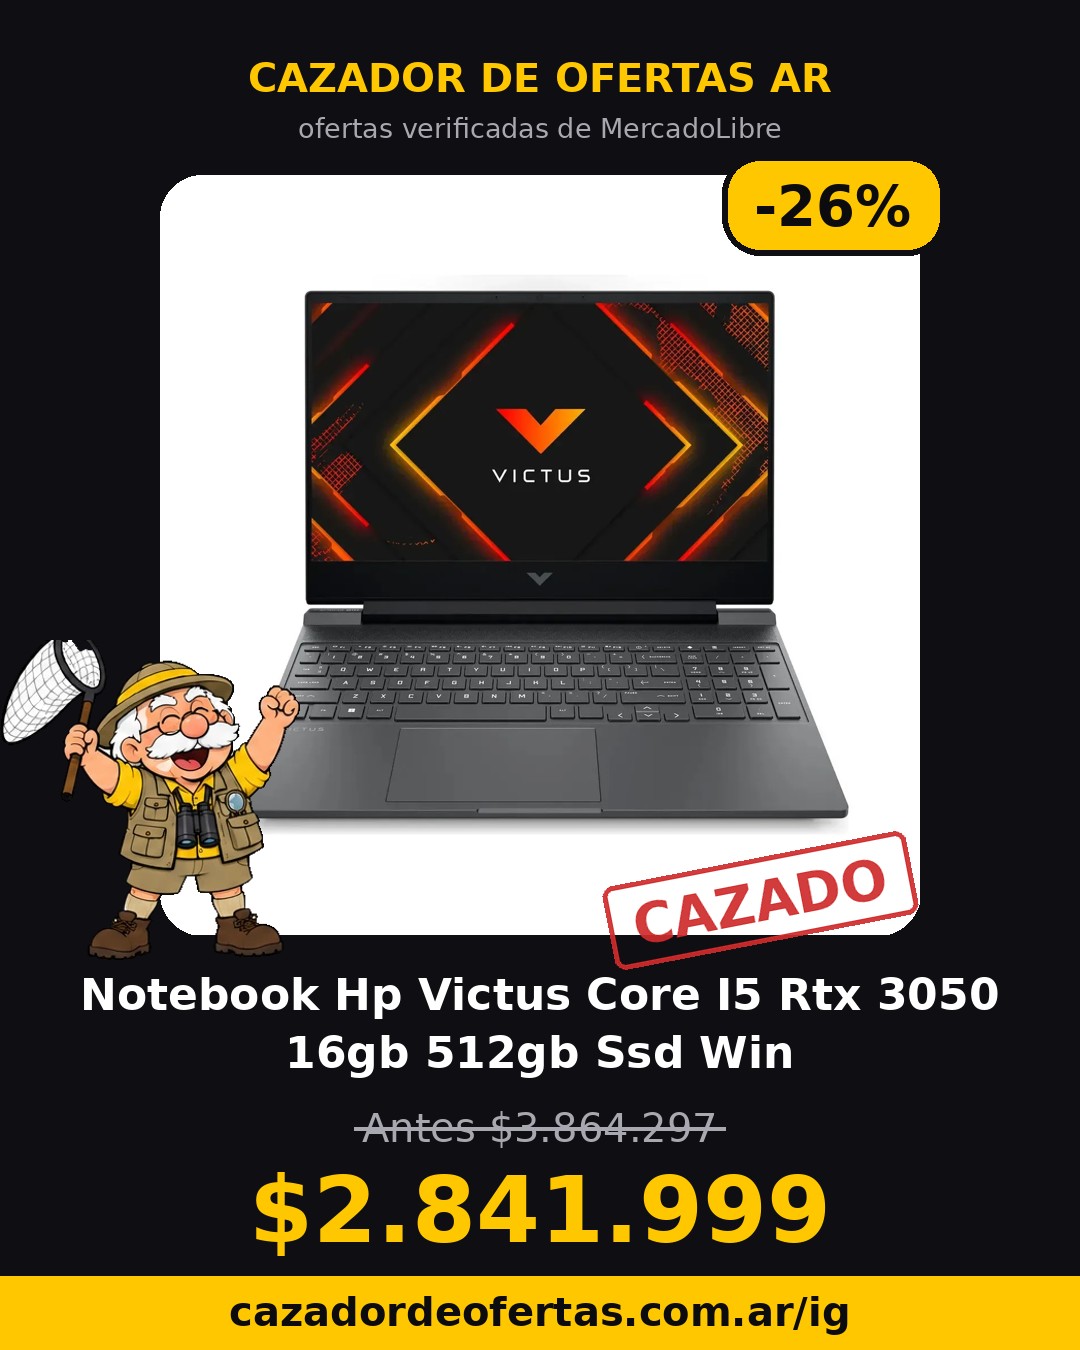 CAZADOR DE OFERTAS AR
ofertas verificadas de MercadoLibre
-26%
VICTUS
CAZADO
Notebook Hp Victus Core I5 Rtx 3050
16gb 512gb Ssd Win
Antes $3.864.297
$2.841.999
cazadordeofertas.com.ar/ig